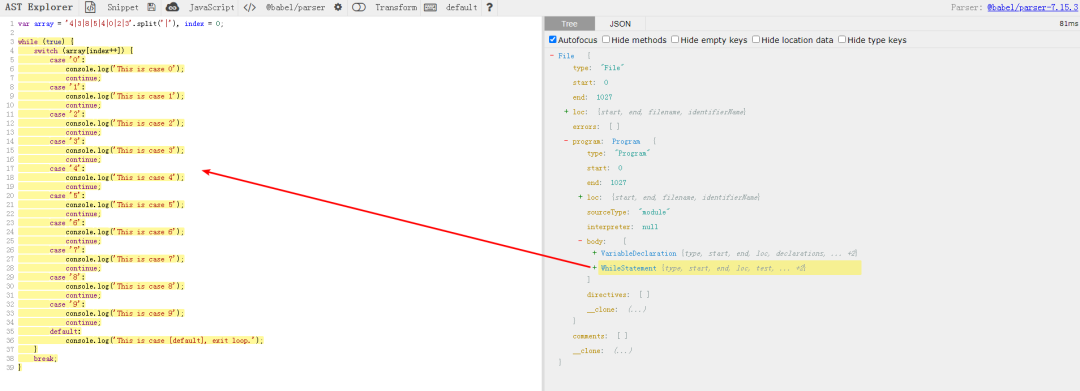 AST Explorer Snippet JavaScript </> @babel/parser Transform default ? Parser: @babel/parser-7.15.3
Tree JSON 81ms
Autofocus Hide methods Hide empty keys Hide location data Hide type keys
1 var array = '4|3|8|5|4|0|2|3'.split('|'), index = 0;
2
3 while (true) {
4 switch (array[index++]) {
5 case '0':
6 console.log('This is case 0');
7 continue;
8 case '1':
9 console.log('This is case 1');
10 continue;
11 case '2':
12 console.log('This is case 2');
13 continue;
14 case '3':
15 console.log('This is case 3');
16 continue;
17 case '4':
18 console.log('This is case 4');
19 continue;
20 case '5':
21 console.log('This is case 5');
22 continue;
23 case '6':
24 console.log('This is case 6');
25 continue;
26 case '7':
27 console.log('This is case 7');
28 continue;
29 case '8':
30 console.log('This is case 8');
31 continue;
32 case '9':
33 console.log('This is case 9');
34 continue;
35 default:
36 console.log('This is case [default], exit loop.');
37 }
38 break;
39 }
- File {
type: "File"
start: 0
end: 1027
+ loc: {start, end, filename, identifierName}
errors: [ ]
- program: Program {
type: "Program"
start: 0
end: 1027
+ loc: {start, end, filename, identifierName}
sourceType: "module"
interpreter: null
- body: [
+ VariableDeclaration {type, start, end, loc, declarations, ... +2}
+ WhileStatement {type, start, end, loc, test, ... +2}
]
directives: [ ]
__clone: (...)
}
comments: [ ]
__clone: (...)
}